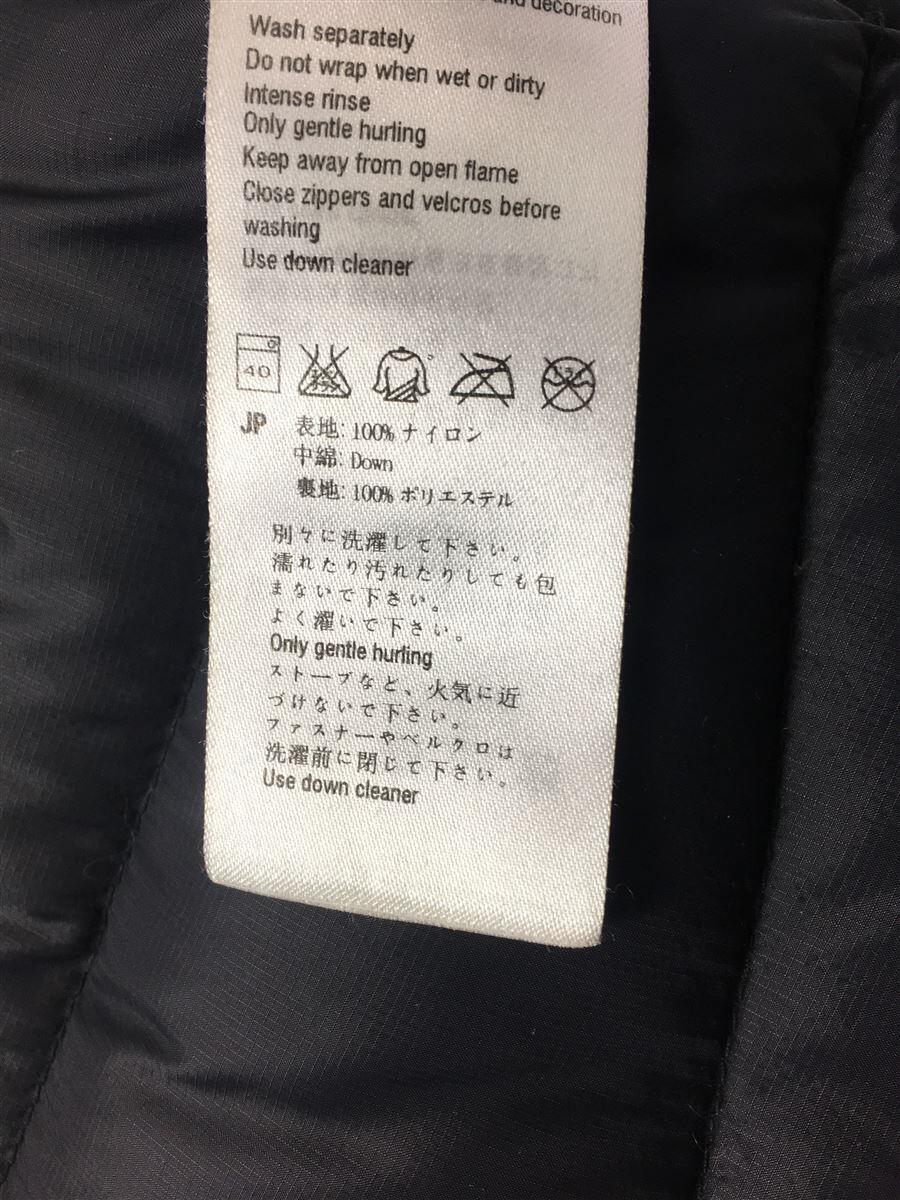 and decoration
Wash separately
Do not wrap when wet or dirty
Intense rinse
Only gentle hurling
Keep away from open flame
Close zippers and velcros before
washing
Use down cleaner
40
JP
表地: 100% ナイロン
中綿: Down
裏地: 100% ポリエステル
別々に洗濯して下さい。
濡れたり汚れたりしても包
まないで下さい。
よく濯いで下さい。
Only gentle hurling
ストーブなど、火気に近
づけないで下さい。
ファスナーやベルクロは
洗濯前に閉じて下さい。
Use down cleaner